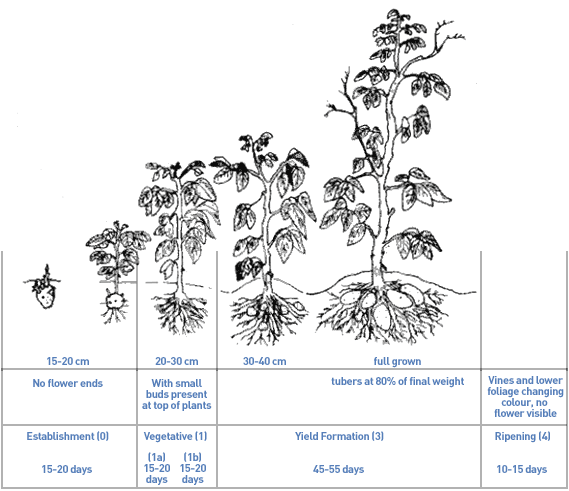 15-20 cm 20-30 cm 30-40 cm full grown
No flower ends
With small
buds present
at top of plants
tubers at 80% of final weight
Vines and lower
foliage changing
colour, no
flower visible
Establishment (0) Vegetative (1) Yield Formation (3) Ripening (4)
15-20 days
(1a) (1b)
15-20 15-20
days days
45-55 days
10-15 days